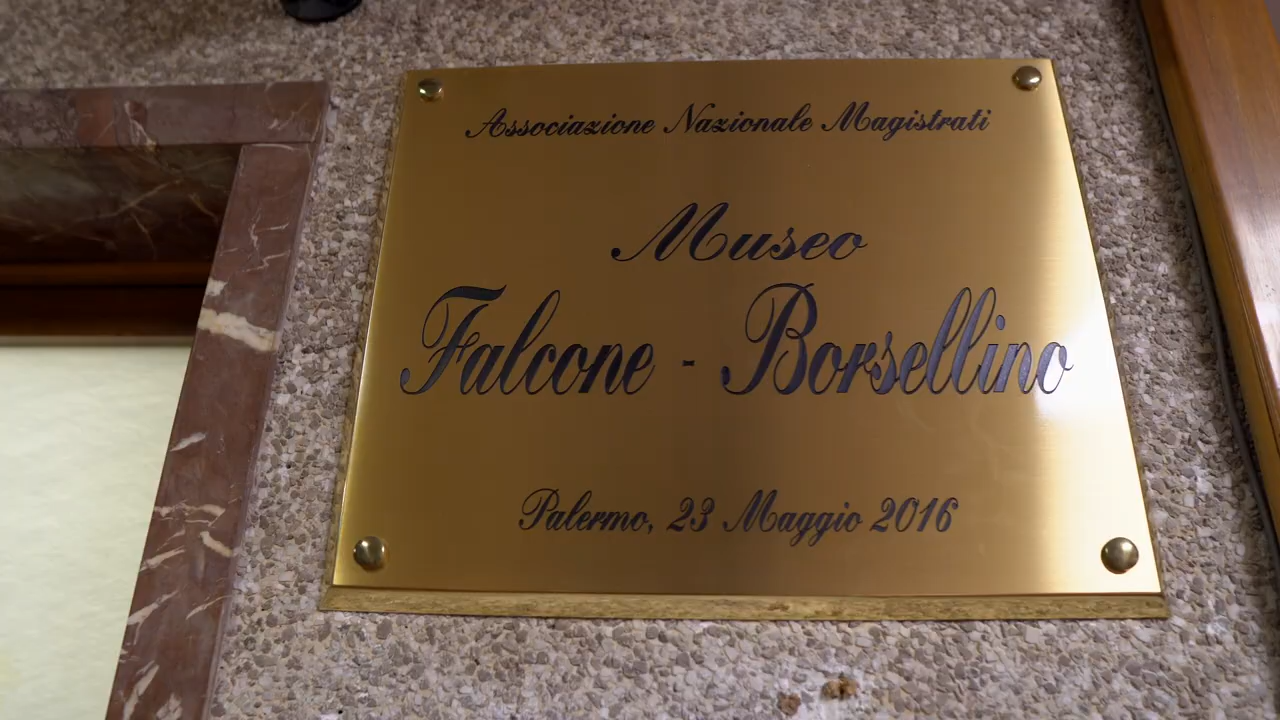 Associazione Nazionale Magistrati
Museo
Falcone - Borsellino
Palermo, 23 Maggio 2016